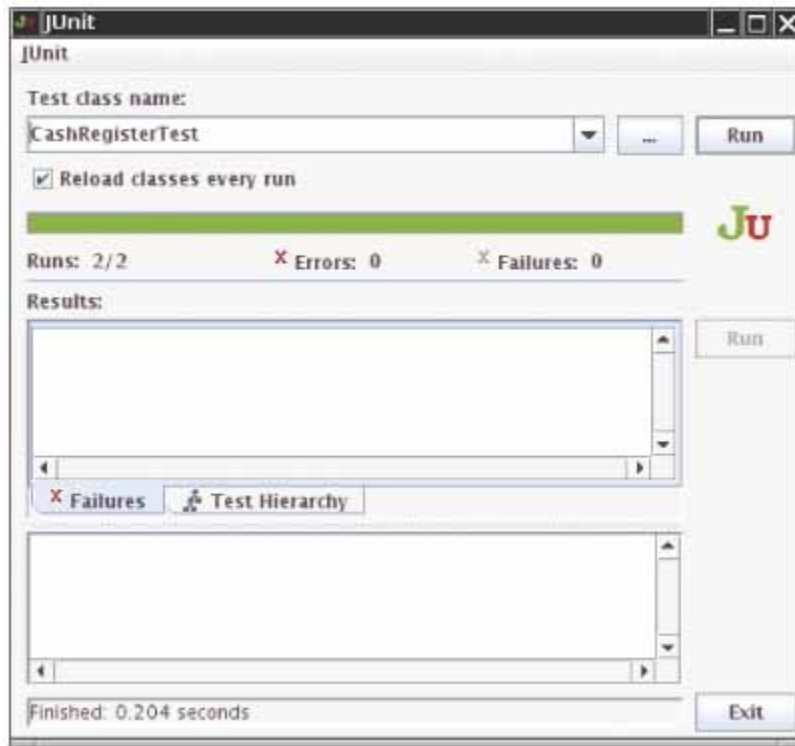 JUnit
JUnit
Test class name:
CashRegisterTest
...
Run
Reload classes every run
JU
Runs: 2/2
X Errors: 0
X Failures: 0
Results:
Run
X Failures
Test Hierarchy
Finished: 0.204 seconds
Exit